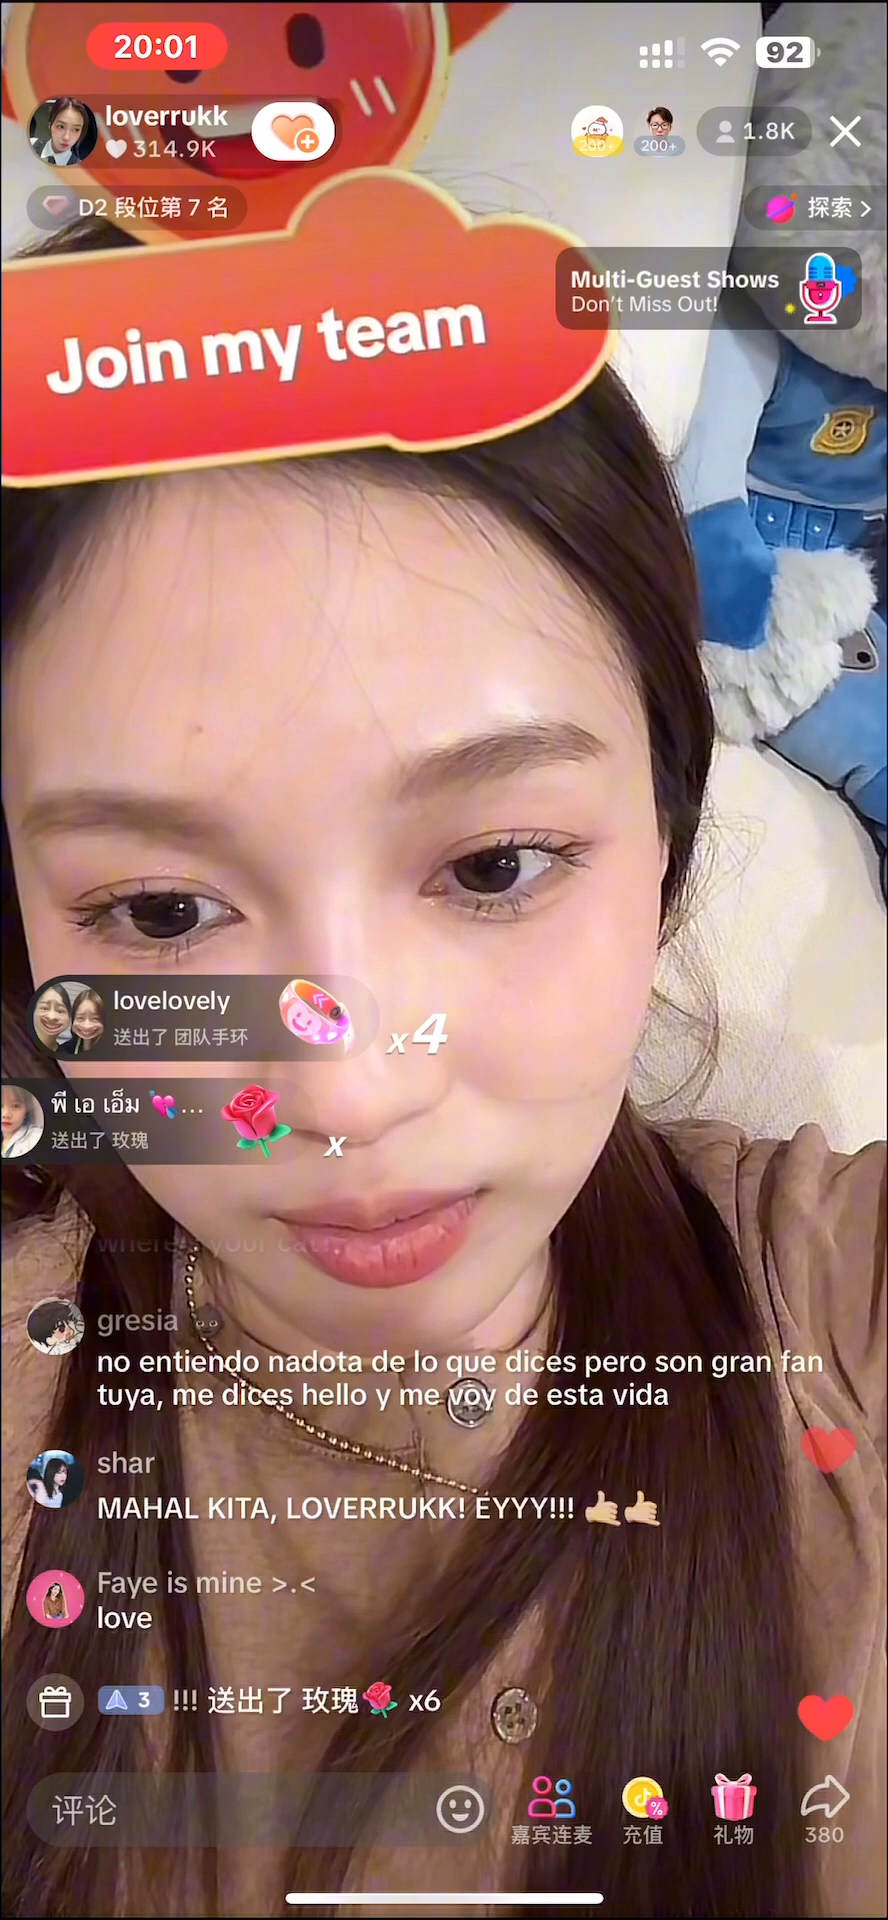 20:01
92
loverrukk
314.9K
200+
200+
1.8K
D2 段位第 7 名
探索
Multi-Guest Shows
Don't Miss Out!
Join my team
lovelovely
送出了 团队手环
x4
พี เอ เอ็ม 💘...
送出了 玫瑰
x
where's your cat?
gresia
no entiendo nadota de lo que dices pero son gran fan
tuya, me dices hello y me voy de esta vida
shar
MAHAL KITA, LOVERRUKK! EYYY!!! 🤙🤙
Faye is mine >.<
love
3 !!! 送出了 玫瑰🌹 x6
评论
嘉宾连麦
充值
礼物
380